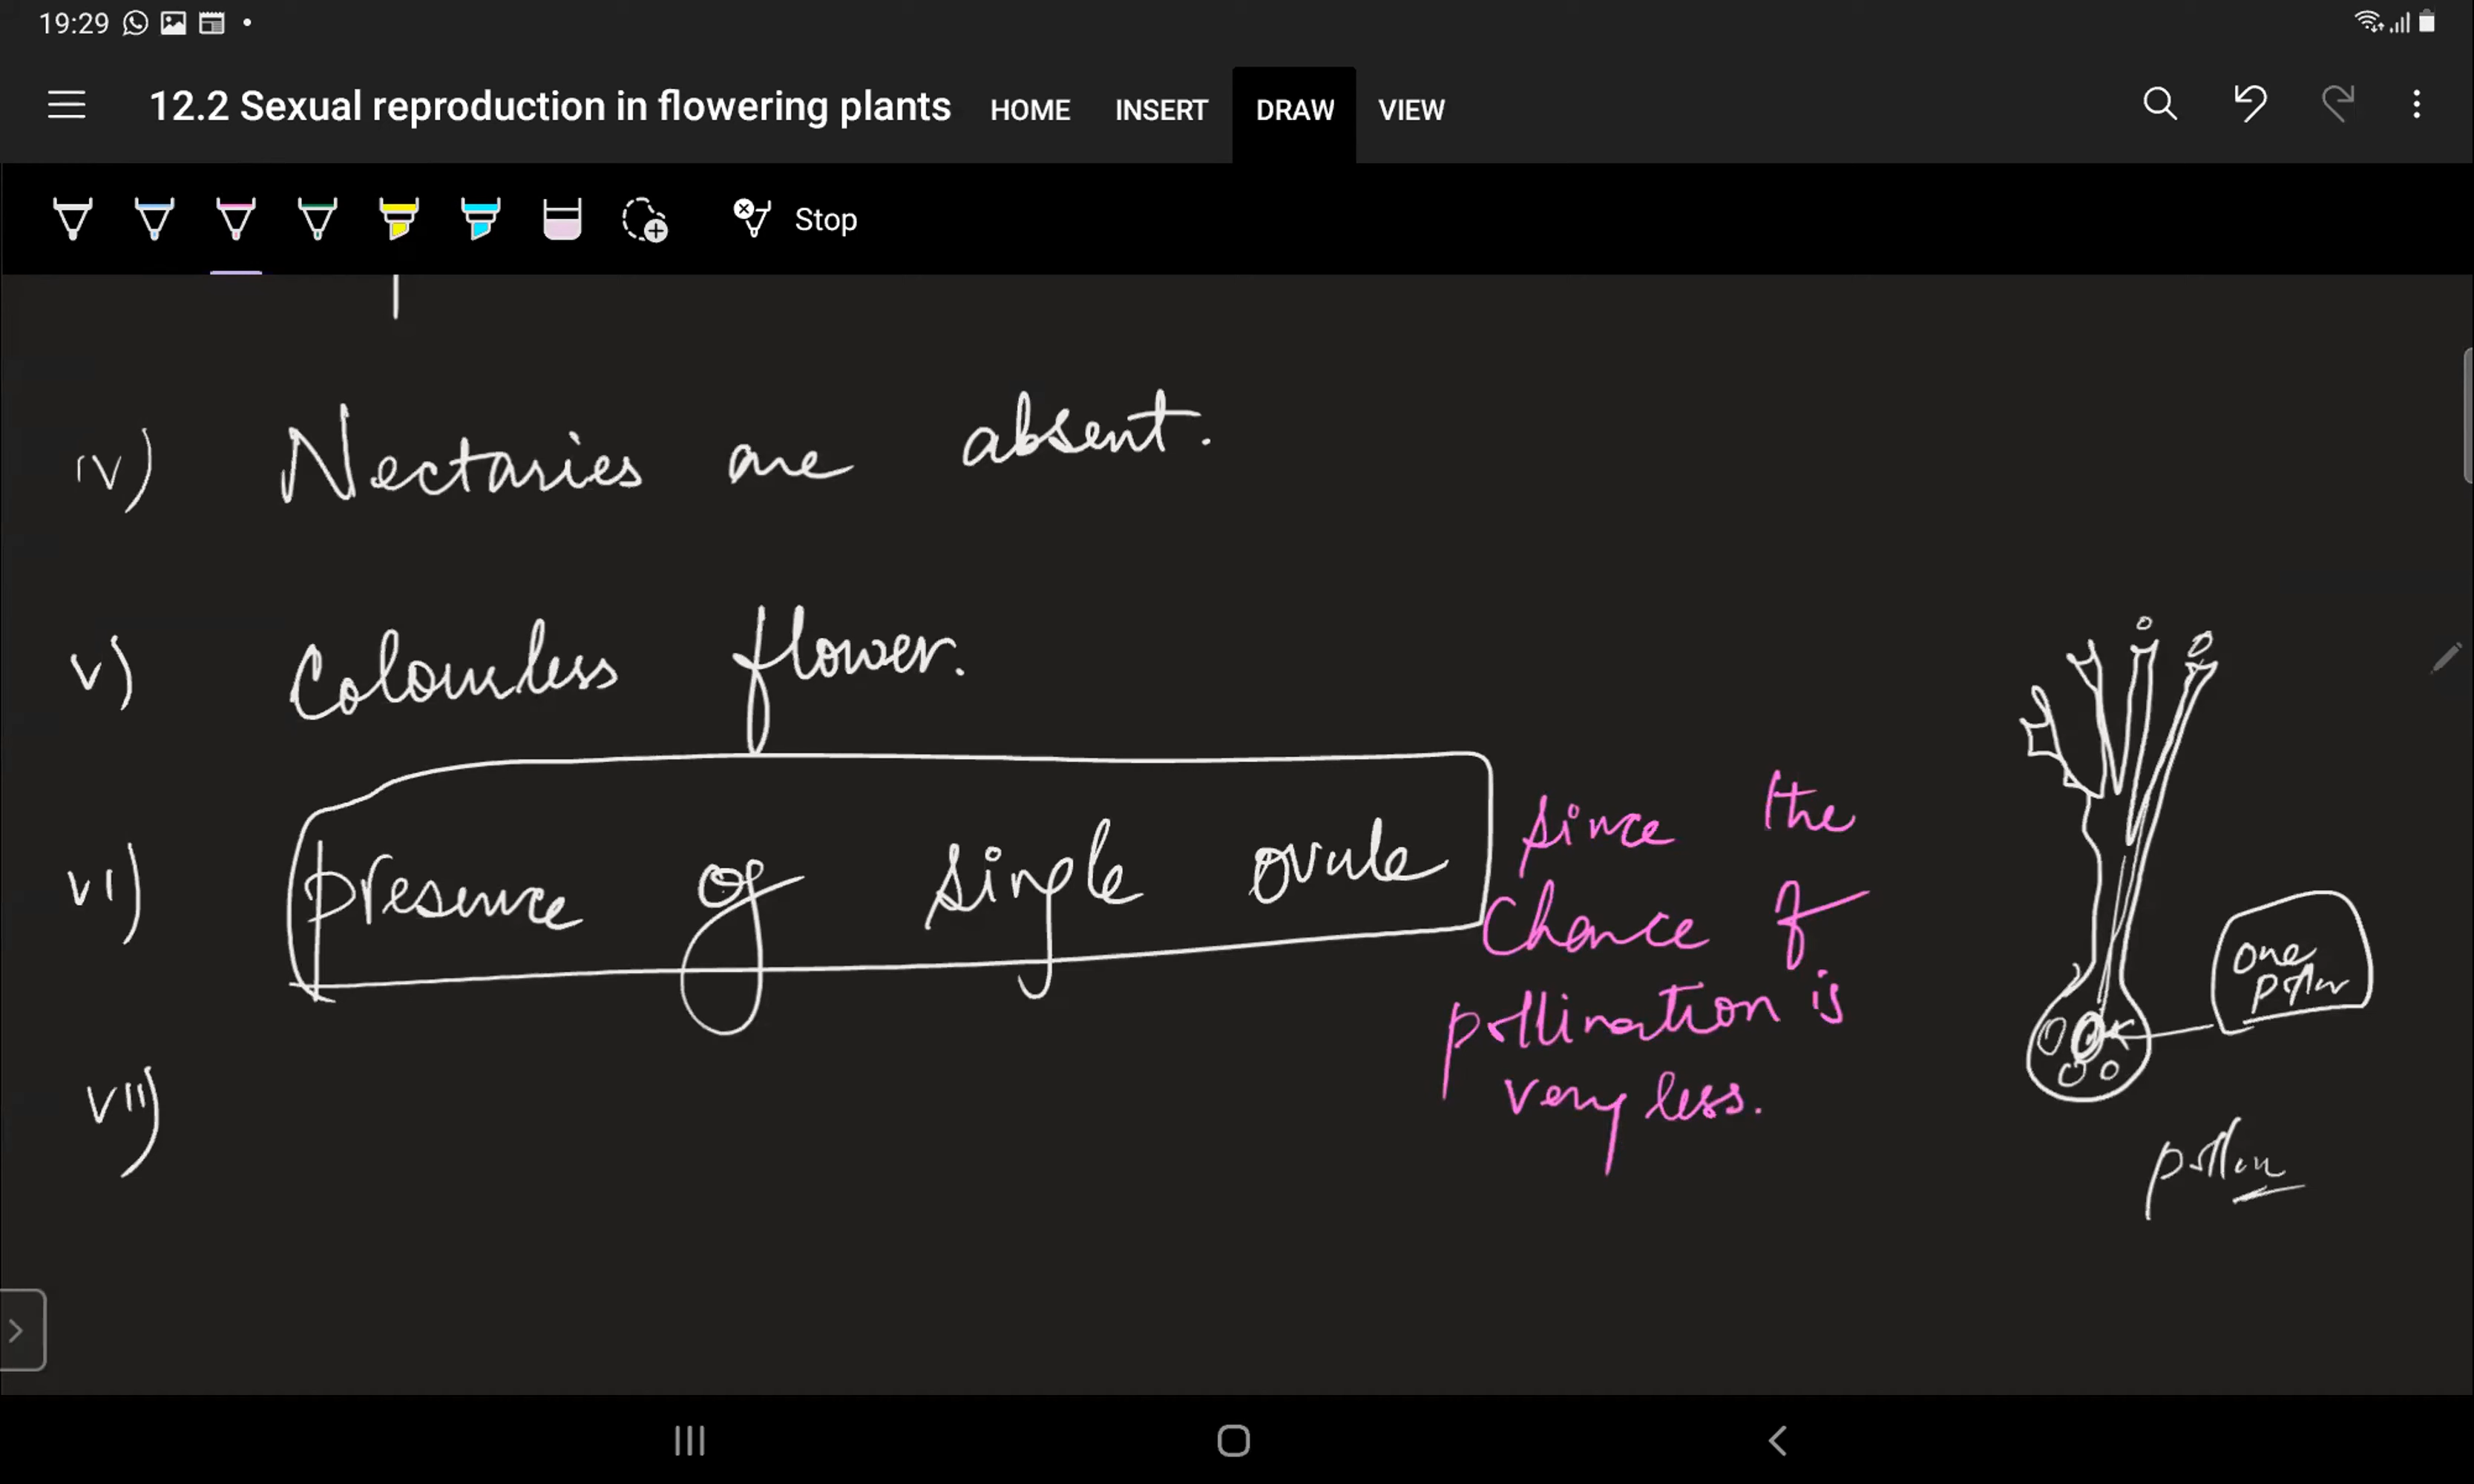 19:29
12.2 Sexual reproduction in flowering plants HOME INSERT DRAW VIEW
Stop
iv) Nectaries are absent.
v) Colourless flower.
vi) presence of single ovule
since the
chance of
pollination is
very less.
one
pollen
vii)
pollen